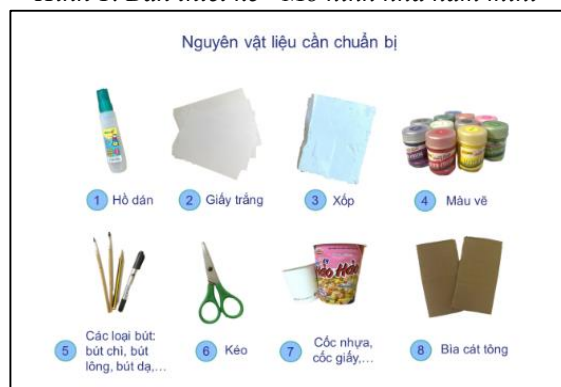 Nguyên vật liệu cần chuẩn bị
1 Hồ dán
2 Giấy trắng
3 Xốp
4 Màu vẽ
Hảo Hảo
5 Các loại bút:
bút chì, bút
lông, bút dạ,...
6 Kéo
7 Cốc nhựa,
cốc giấy,...
8 Bìa cát tông